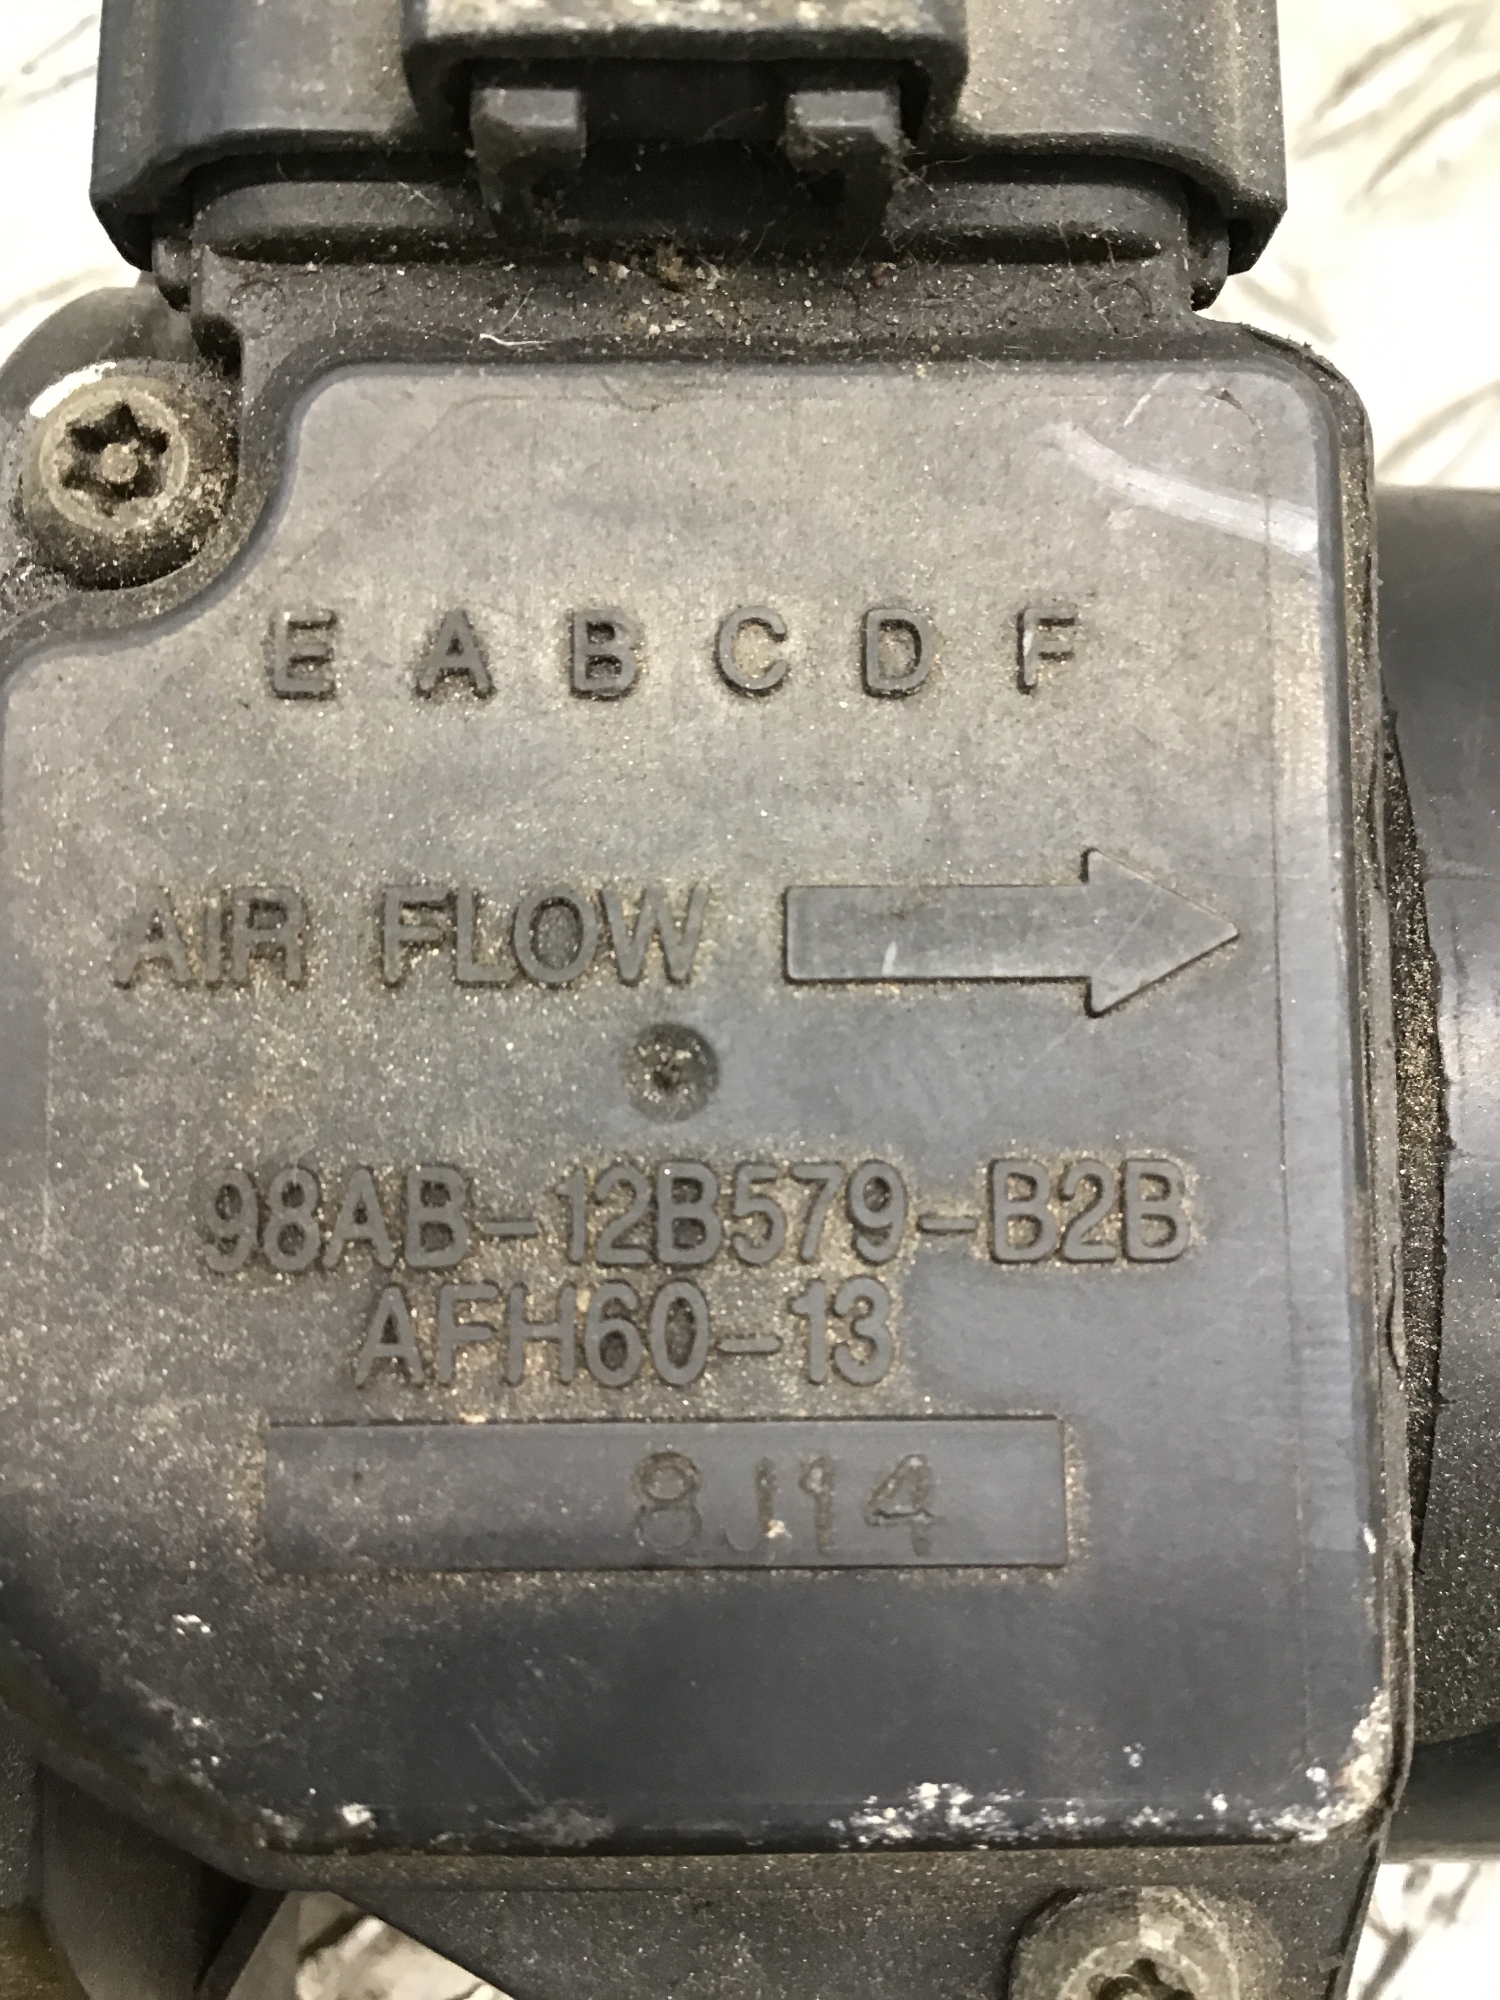 E A B C D F
AIR FLOW
98AB-12B579-B2B
AFH60-13
8J14